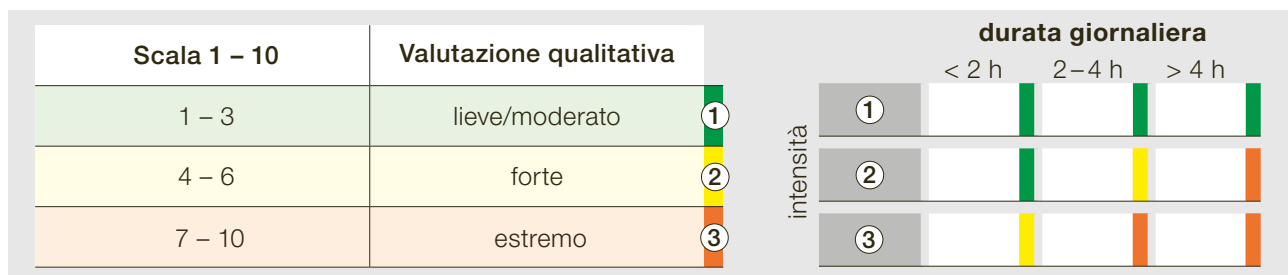 Scala 1 – 10 Valutazione qualitativa
1 – 3 lieve/moderato 1
4 – 6 forte 2
7 – 10 estremo 3
durata giornaliera
< 2 h 2 – 4 h > 4 h
intensità
1
2
3